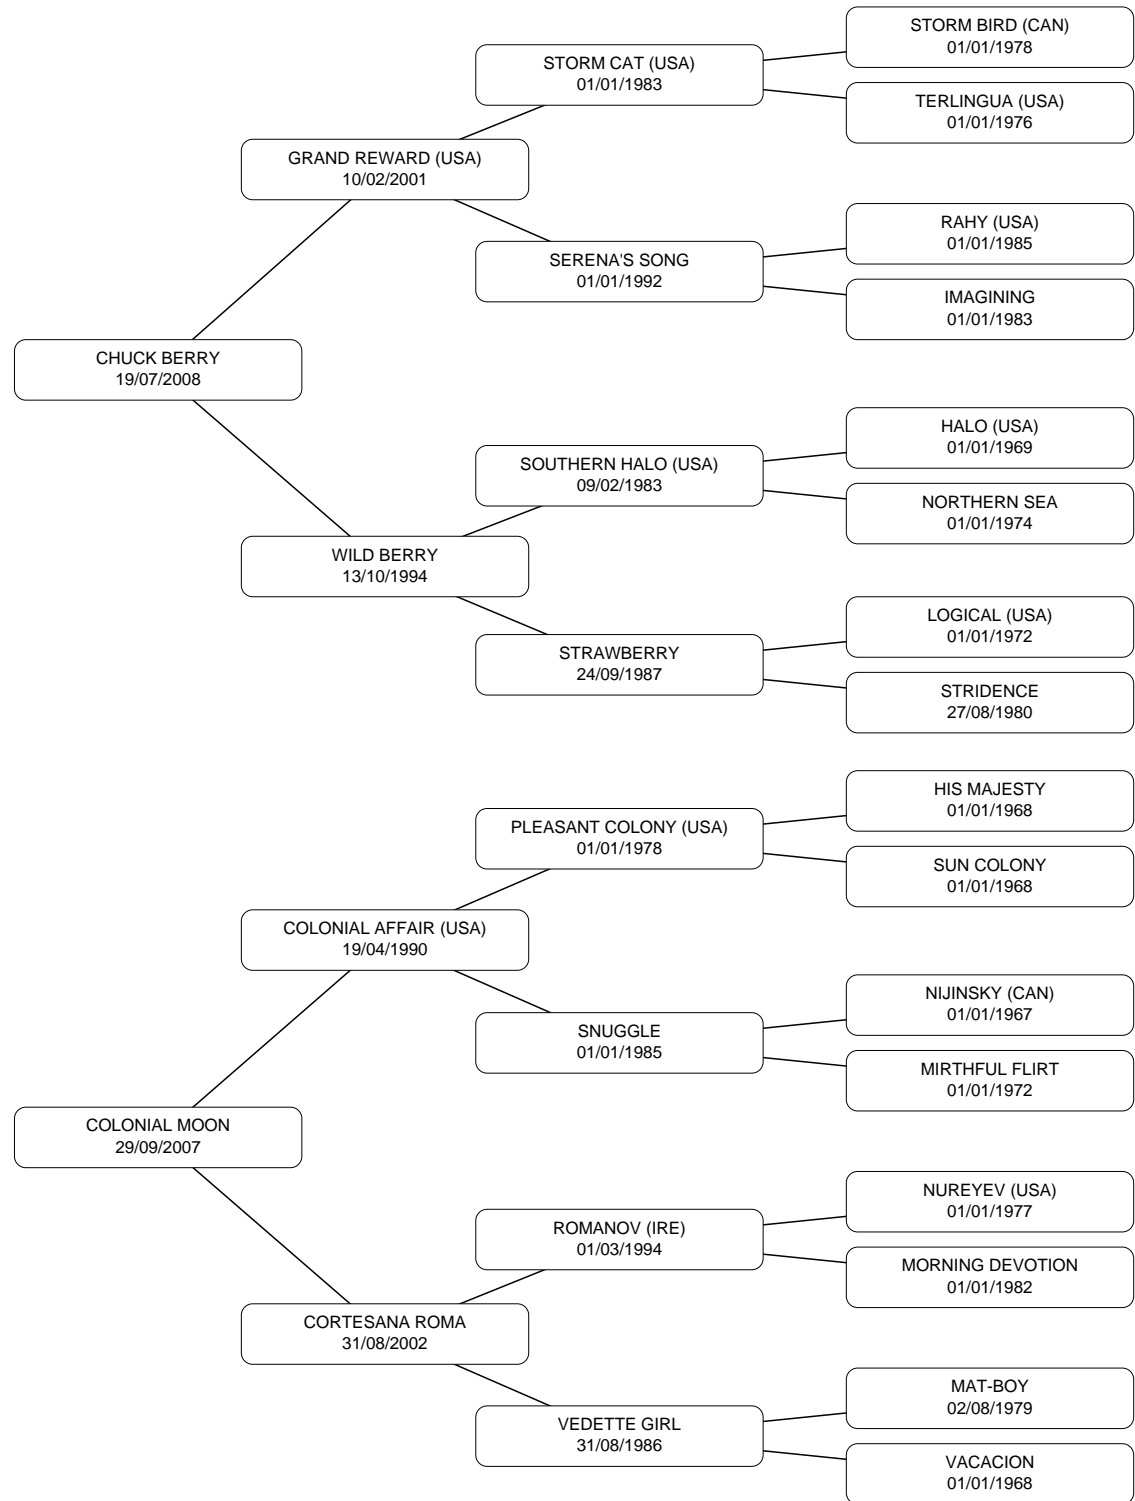 STORM BIRD (CAN)
01/01/1978
STORM CAT (USA)
01/01/1983
TERLINGUA (USA)
01/01/1976
GRAND REWARD (USA)
10/02/2001
RAHY (USA)
01/01/1985
SERENA'S SONG
01/01/1992
IMAGINING
01/01/1983
CHUCK BERRY
19/07/2008
HALO (USA)
01/01/1969
SOUTHERN HALO (USA)
09/02/1983
NORTHERN SEA
01/01/1974
WILD BERRY
13/10/1994
LOGICAL (USA)
01/01/1972
STRAWBERRY
24/09/1987
STRIDENCE
27/08/1980
HIS MAJESTY
01/01/1968
PLEASANT COLONY (USA)
01/01/1978
SUN COLONY
01/01/1968
COLONIAL AFFAIR (USA)
19/04/1990
NIJINSKY (CAN)
01/01/1967
SNUGGLE
01/01/1985
MIRTHFUL FLIRT
01/01/1972
COLONIAL MOON
29/09/2007
NUREYEV (USA)
01/01/1977
ROMANOV (IRE)
01/03/1994
MORNING DEVOTION
01/01/1982
CORTESANA ROMA
31/08/2002
MAT-BOY
02/08/1979
VEDETTE GIRL
31/08/1986
VACACION
01/01/1968